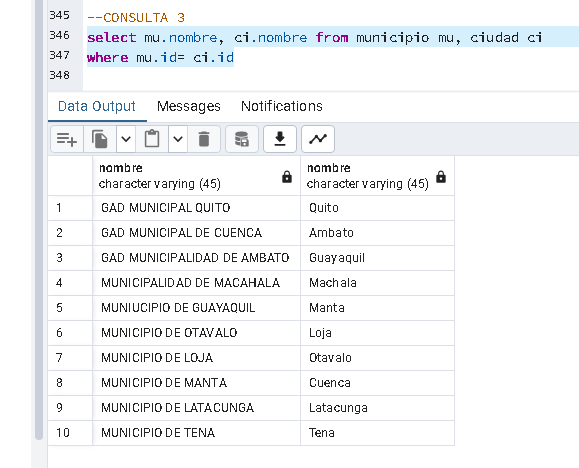 345 --CONSULTA 3
346 select mu.nombre, ci.nombre from municipio mu, ciudad ci
347 where mu.id= ci.id
348
Data Output Messages Notifications
nombre nombre
character varying (45) character varying (45)
1 GAD MUNICIPAL QUITO Quito
2 GAD MUNICIPAL DE CUENCA Ambato
3 GAD MUNICIPALIDAD DE AMBATO Guayaquil
4 MUNICIPALIDAD DE MACAHALA Machala
5 MUNIUCIPIO DE GUAYAQUIL Manta
6 MUNICIPIO DE OTAVALO Loja
7 MUNICIPIO DE LOJA Otavalo
8 MUNICIPIO DE MANTA Cuenca
9 MUNICIPIO DE LATACUNGA Latacunga
10 MUNICIPIO DE TENA Tena